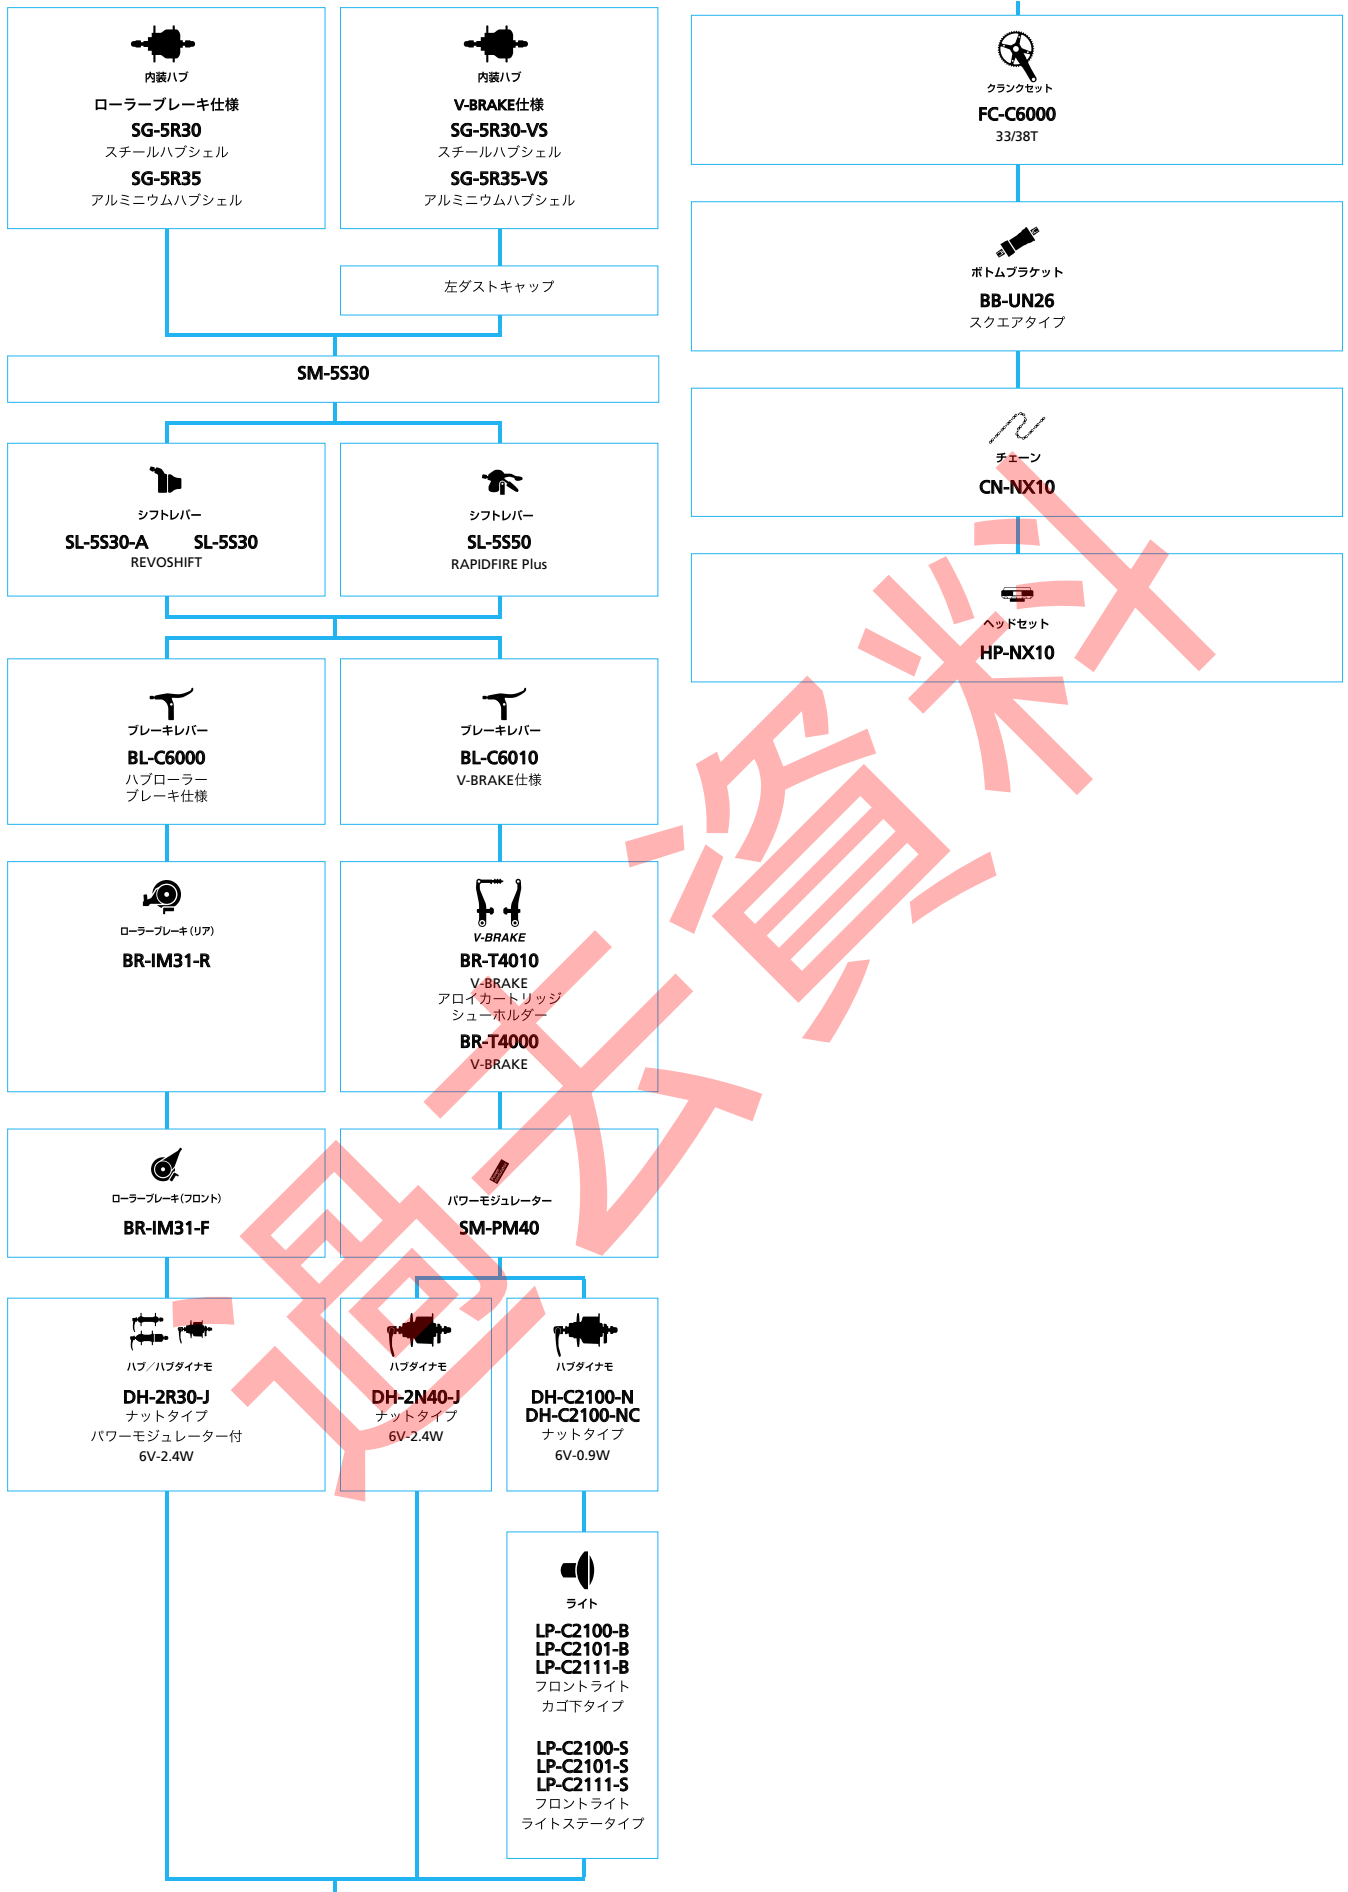 内装ハブ
ローラーブレーキ仕様
SG-5R30
スチールハブシェル
SG-5R35
アルミニウムハブシェル
内装ハブ
V-BRAKE仕様
SG-5R30-VS
スチールハブシェル
SG-5R35-VS
アルミニウムハブシェル
左ダストキャップ
SM-5S30
シフトレバー
SL-5S30-A SL-5S30
REVOSHIFT
シフトレバー
SL-5S50
RAPIDFIRE Plus
ブレーキレバー
BL-C6000
ハブローラー
ブレーキ仕様
ブレーキレバー
BL-C6010
V-BRAKE仕様
ローラーブレーキ(リア)
BR-IM31-R
V-BRAKE
BR-T4010
V-BRAKE
アロイカートリッジ
シューホルダー
BR-T4000
V-BRAKE
ローラーブレーキ(フロント)
BR-IM31-F
パワーモジュレーター
SM-PM40
ハブ/ハブダイナモ
DH-2R30-J
ナットタイプ
パワーモジュレーター付
6V-2.4W
ハブダイナモ
DH-2N40-J
ナットタイプ
6V-2.4W
ハブダイナモ
DH-C2100-N
DH-C2100-NC
ナットタイプ
6V-0.9W
ライト
LP-C2100-B
LP-C2101-B
LP-C2111-B
フロントライト
カゴ下タイプ
LP-C2100-S
LP-C2101-S
LP-C2111-S
フロントライト
ライトステータイプ
クランクセット
FC-C6000
33/38T
ボトムブラケット
BB-UN26
スクエアタイプ
チェーン
CN-NX10
ヘッドセット
HP-NX10
過去資料